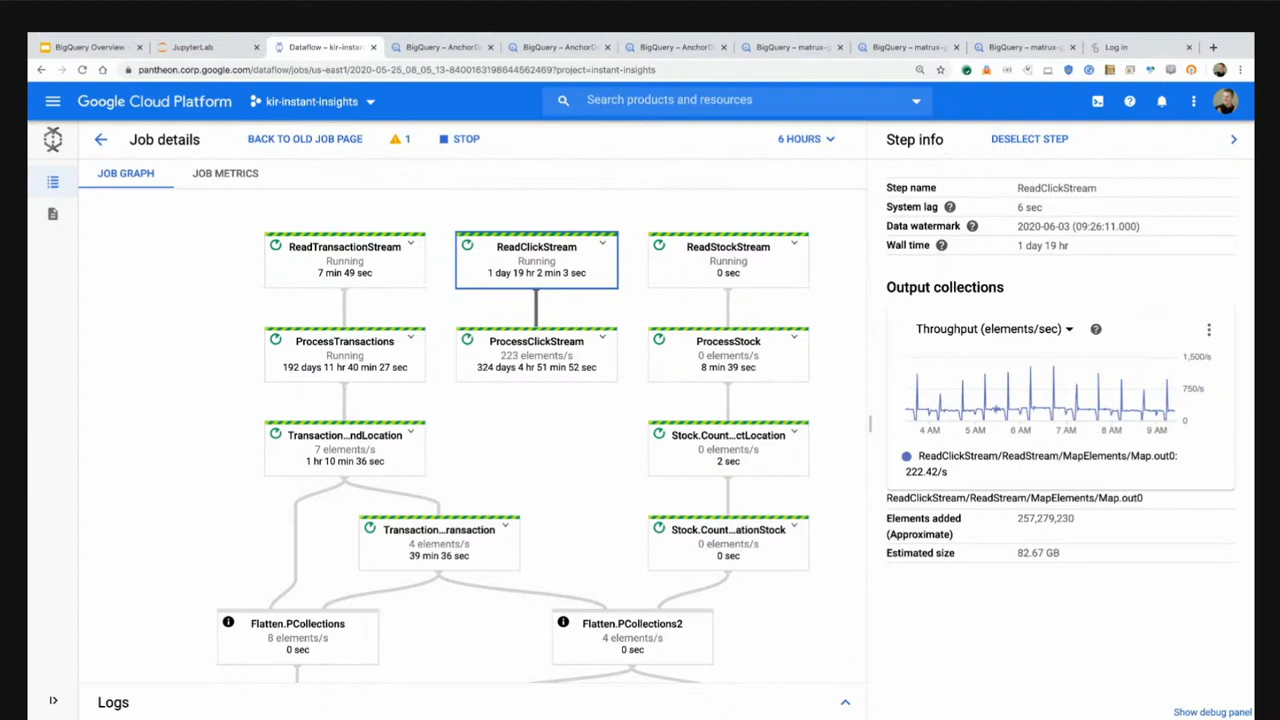 BigQuery Overview
JupyterLab
Dataflow – kir-instan
BigQuery – AnchorD
BigQuery – AnchorD
BigQuery – AnchorD
BigQuery – matrux-
BigQuery – matrux-
BigQuery – matrux-
Log in
pantheon.corp.google.com/dataflow/jobs/us-east1/2020-05-25_08_05_13-8400163198644562469?project=instant-insights
Google Cloud Platform
kir-instant-insights
Search products and resources
Job details
BACK TO OLD JOB PAGE
1
STOP
6 HOURS
Step info
DESELECT STEP
JOB GRAPH
JOB METRICS
ReadTransactionStream
Running
7 min 49 sec
ReadClickStream
Running
1 day 19 hr 2 min 3 sec
ReadStockStream
Running
0 sec
ProcessTransactions
Running
192 days 11 hr 40 min 27 sec
ProcessClickStream
223 elements/s
324 days 4 hr 51 min 52 sec
ProcessStock
0 elements/s
8 min 39 sec
Transaction...ndLocation
7 elements/s
1 hr 10 min 36 sec
Stock.Count...ctLocation
0 elements/s
2 sec
Transaction...ransaction
4 elements/s
39 min 36 sec
Stock.Count...ationStock
0 elements/s
0 sec
Flatten.PCollections
8 elements/s
0 sec
Flatten.PCollections2
4 elements/s
0 sec
Logs
Step name ReadClickStream
System lag 6 sec
Data watermark 2020-06-03 (09:26:11.000)
Wall time 1 day 19 hr
Output collections
Throughput (elements/sec)
1,500/s
750/s
0
4 AM 5 AM 6 AM 7 AM 8 AM 9 AM
ReadClickStream/ReadStream/MapElements/Map.out0:
222.42/s
ReadClickStream/ReadStream/MapElements/Map.out0
Elements added 257,279,230
(Approximate)
Estimated size 82.67 GB
Show debug panel